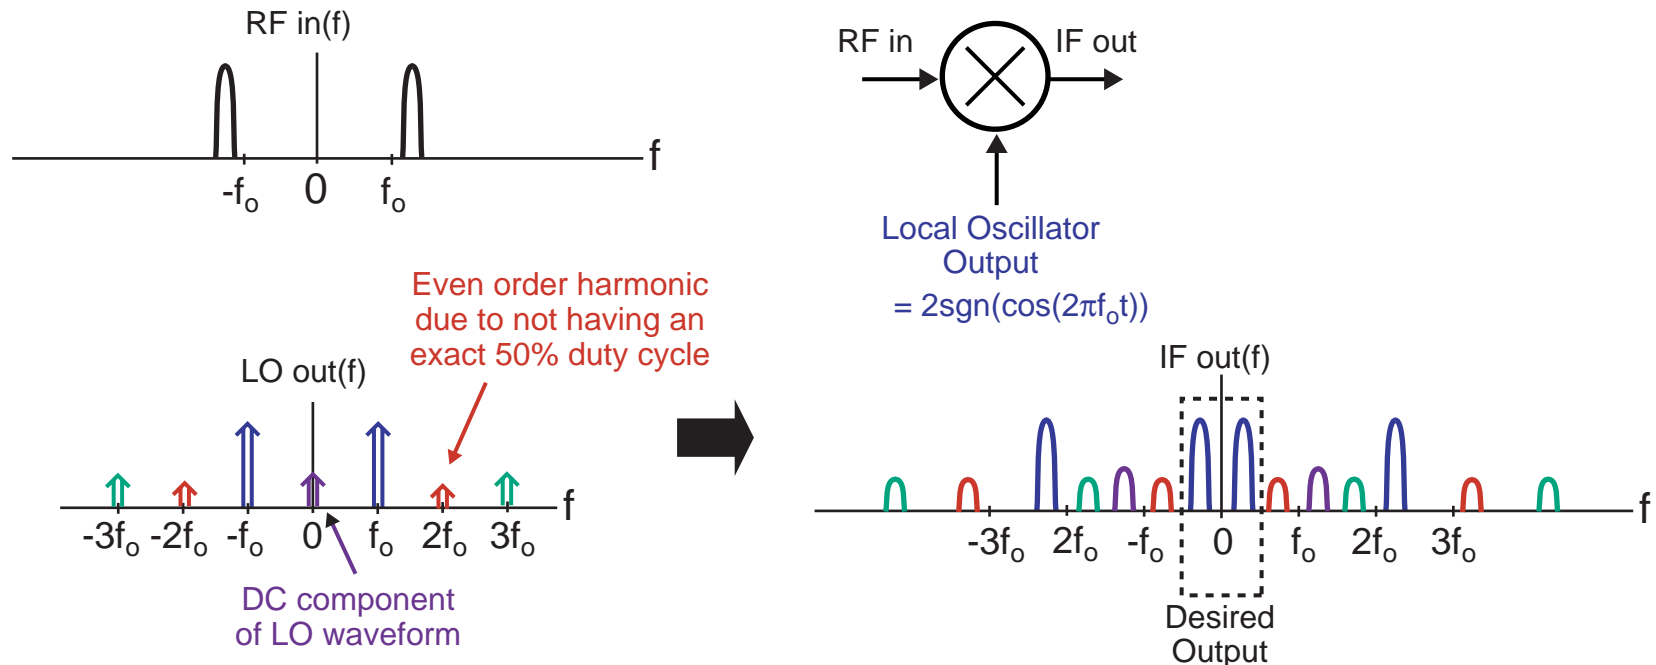 RF in(f)
-fₒ 0 fₒ f
RF in IF out
Local Oscillator
Output
= 2sgn(cos(2πfₒt))
Even order harmonic
due to not having an
exact 50% duty cycle
LO out(f)
-3fₒ -2fₒ -fₒ 0 fₒ 2fₒ 3fₒ f
DC component
of LO waveform
IF out(f)
-3fₒ 2fₒ -fₒ 0 fₒ 2fₒ 3fₒ f
Desired
Output